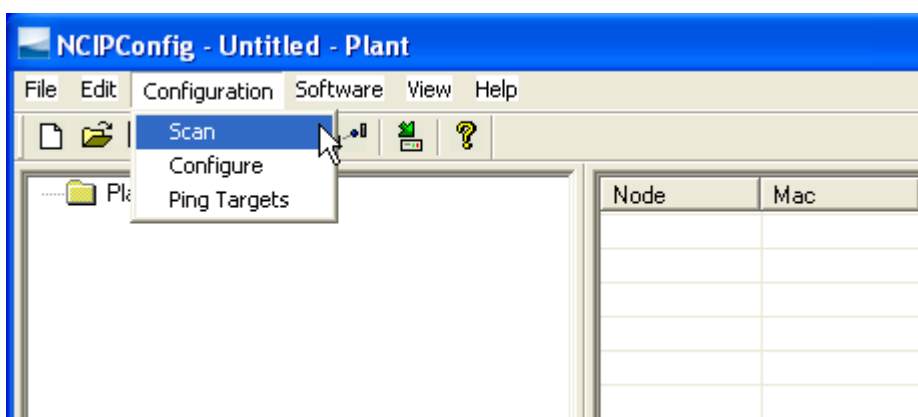 NCIPConfig - Untitled - Plant
File Edit Configuration Software View Help
Scan
Configure
Ping Targets
Node Mac